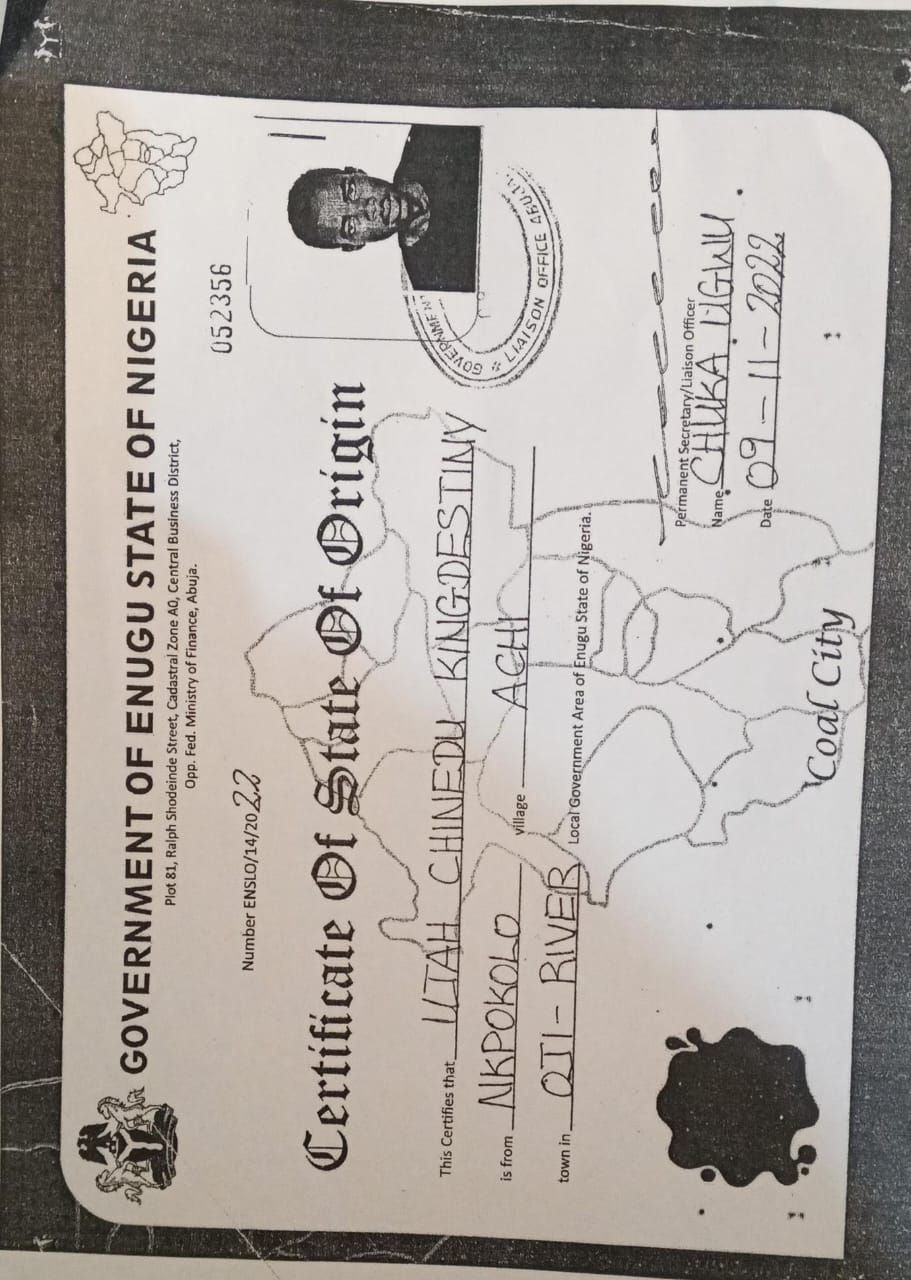 GOVERNMENT OF ENUGU STATE OF NIGERIA
Plot 81, Ralph Shodeinde Street, Cadastral Zone A0, Central Business District,
Opp. Fed. Ministry of Finance, Abuja.
052356
Number ENSLO/14/2022
Certificate Of State Of Origin
GOVERNMENT
LIAISON OFFICE ABUJA
This Certifies that UTAH CHINEDU KINGDESTINY
is from NKPOKOLO village ACHI
town in OJI-RIVER Local Government Area of Enugu State of Nigeria.
Permanent Secretary/Liaison Officer
Name CHUKA UGWU
Date 09-11-2022
Coal City